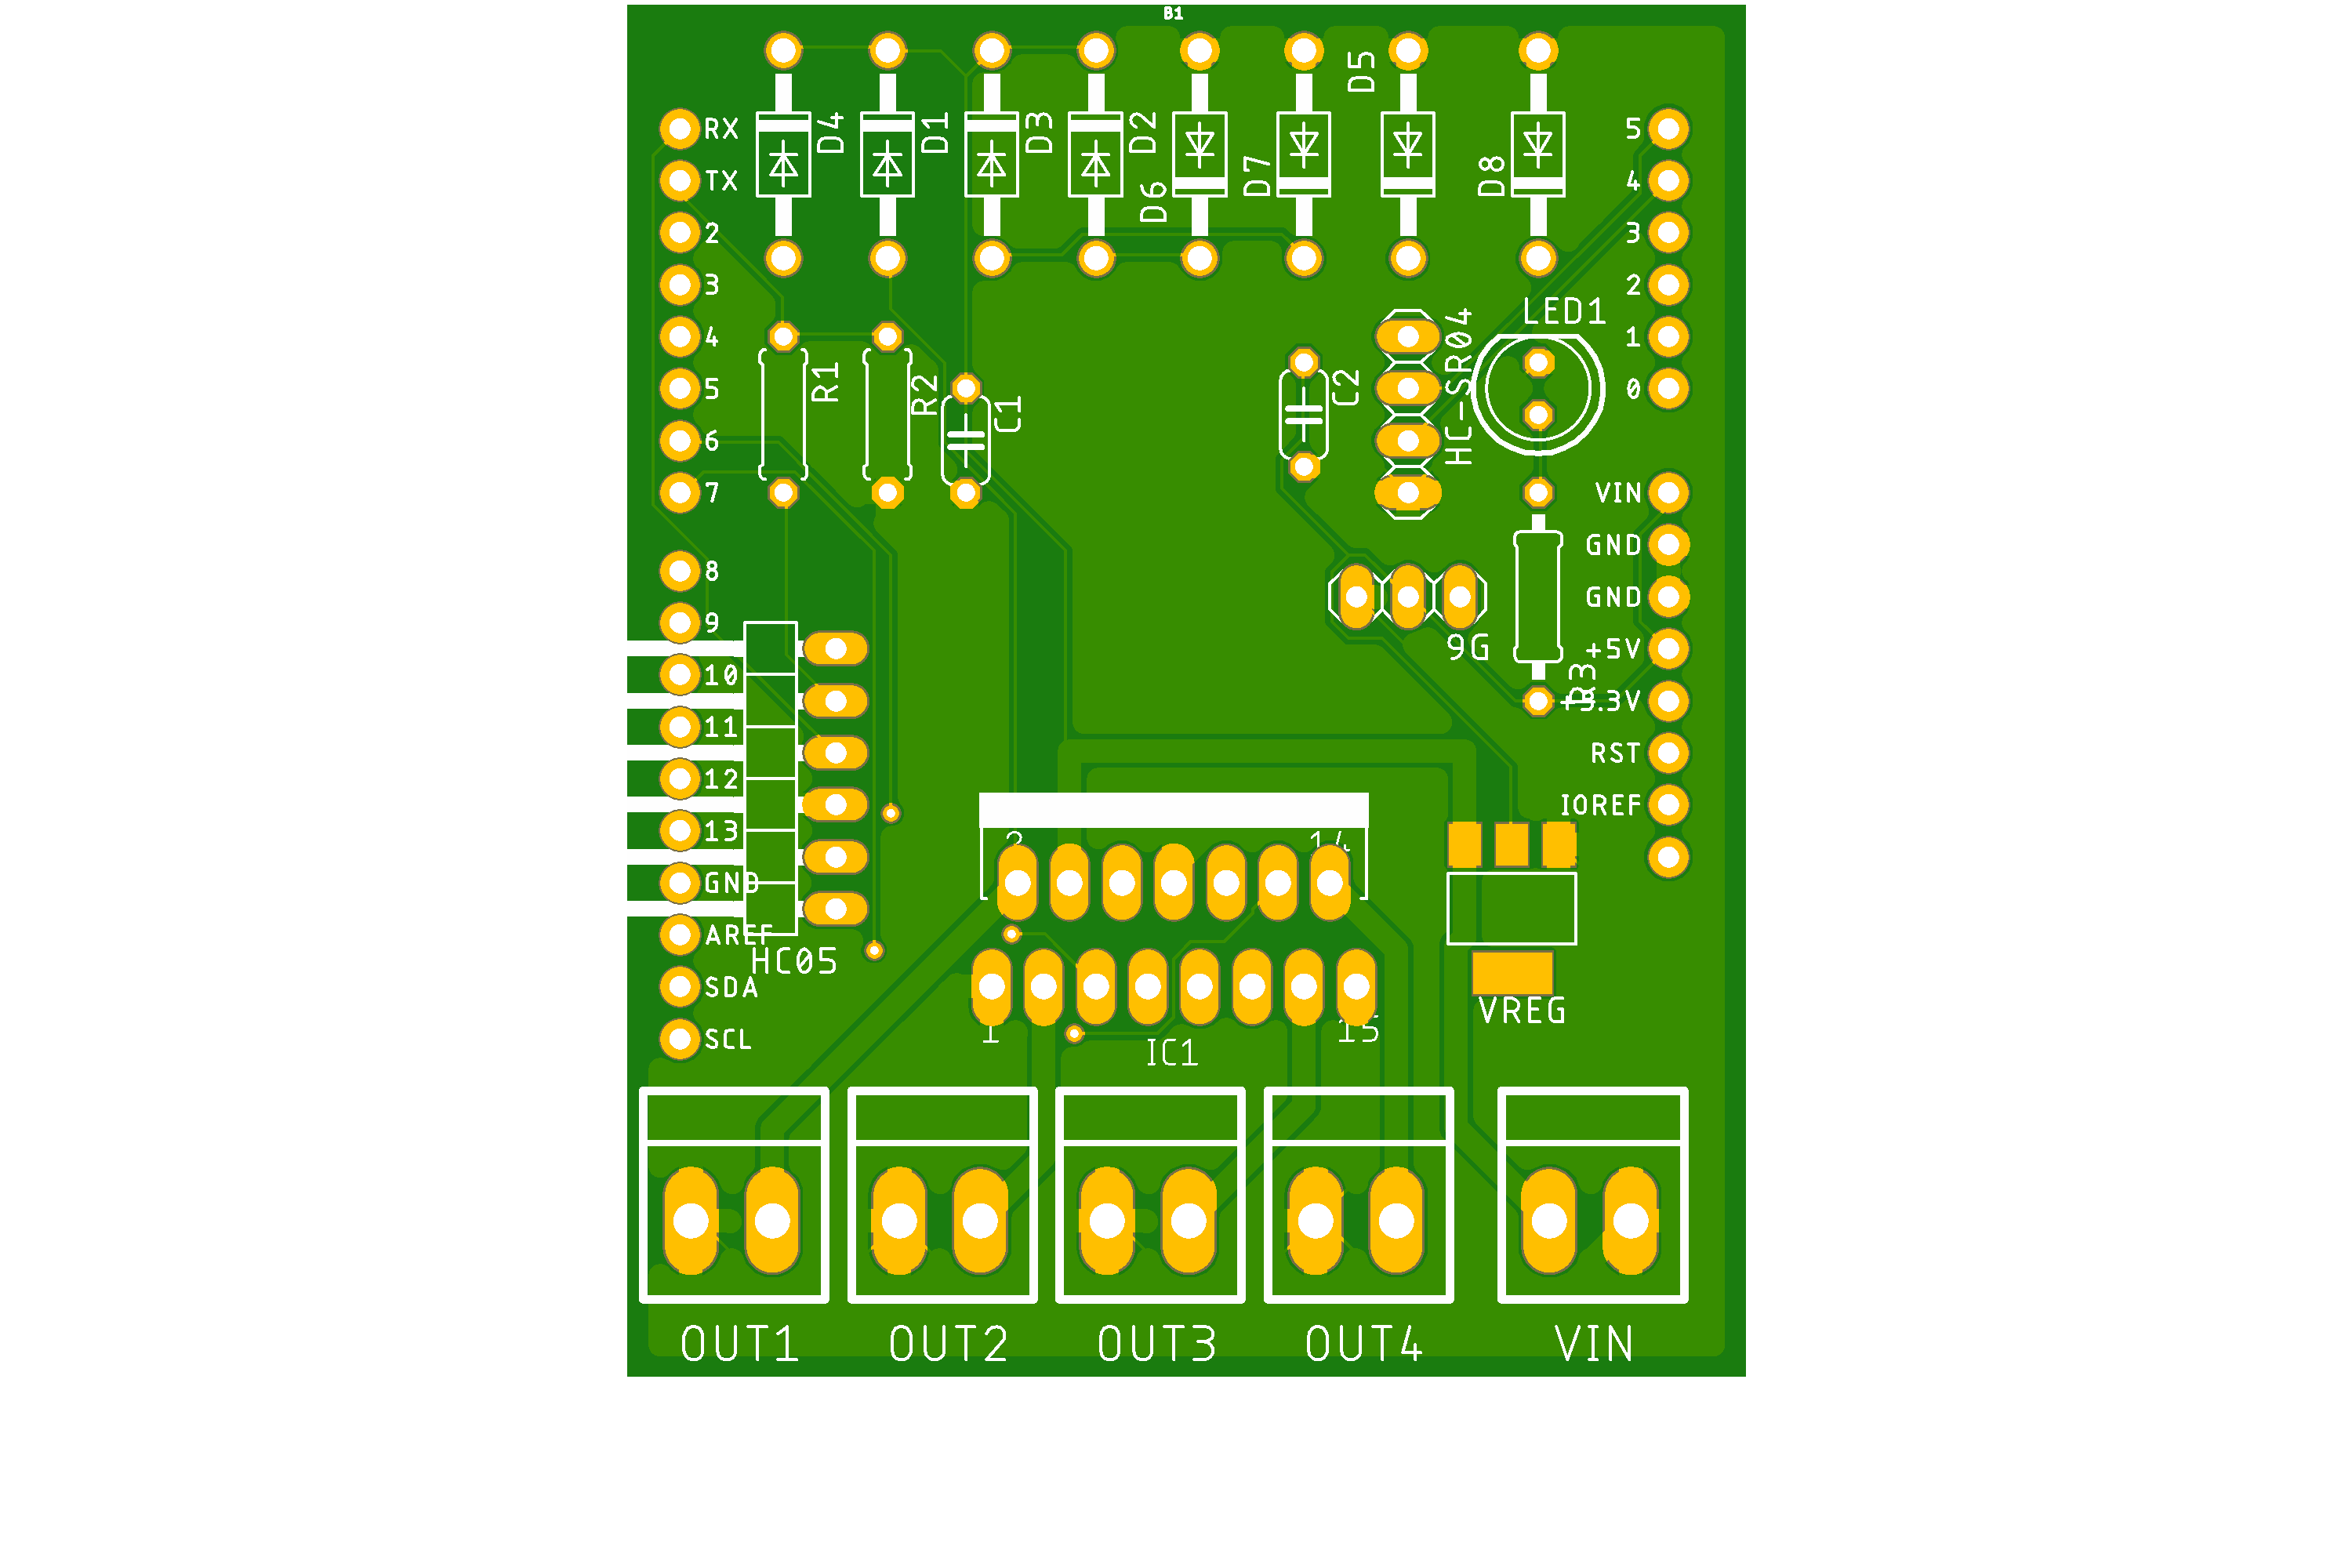 B1
D4
D1
D3
D2
D6
D7
D5
D8
RX
TX
2
3
4
5
6
7
8
9
10
11
12
13
GND
AREF
SDA
SCL
5
4
3
2
1
0
VIN
GND
GND
+5V
+3.3V
RST
IOREF
LED1
HC-SR04
R1
R2
C1
C2
9G
R3
HC05
2
14
1
15
IC1
VREG
OUT1
OUT2
OUT3
OUT4
VIN